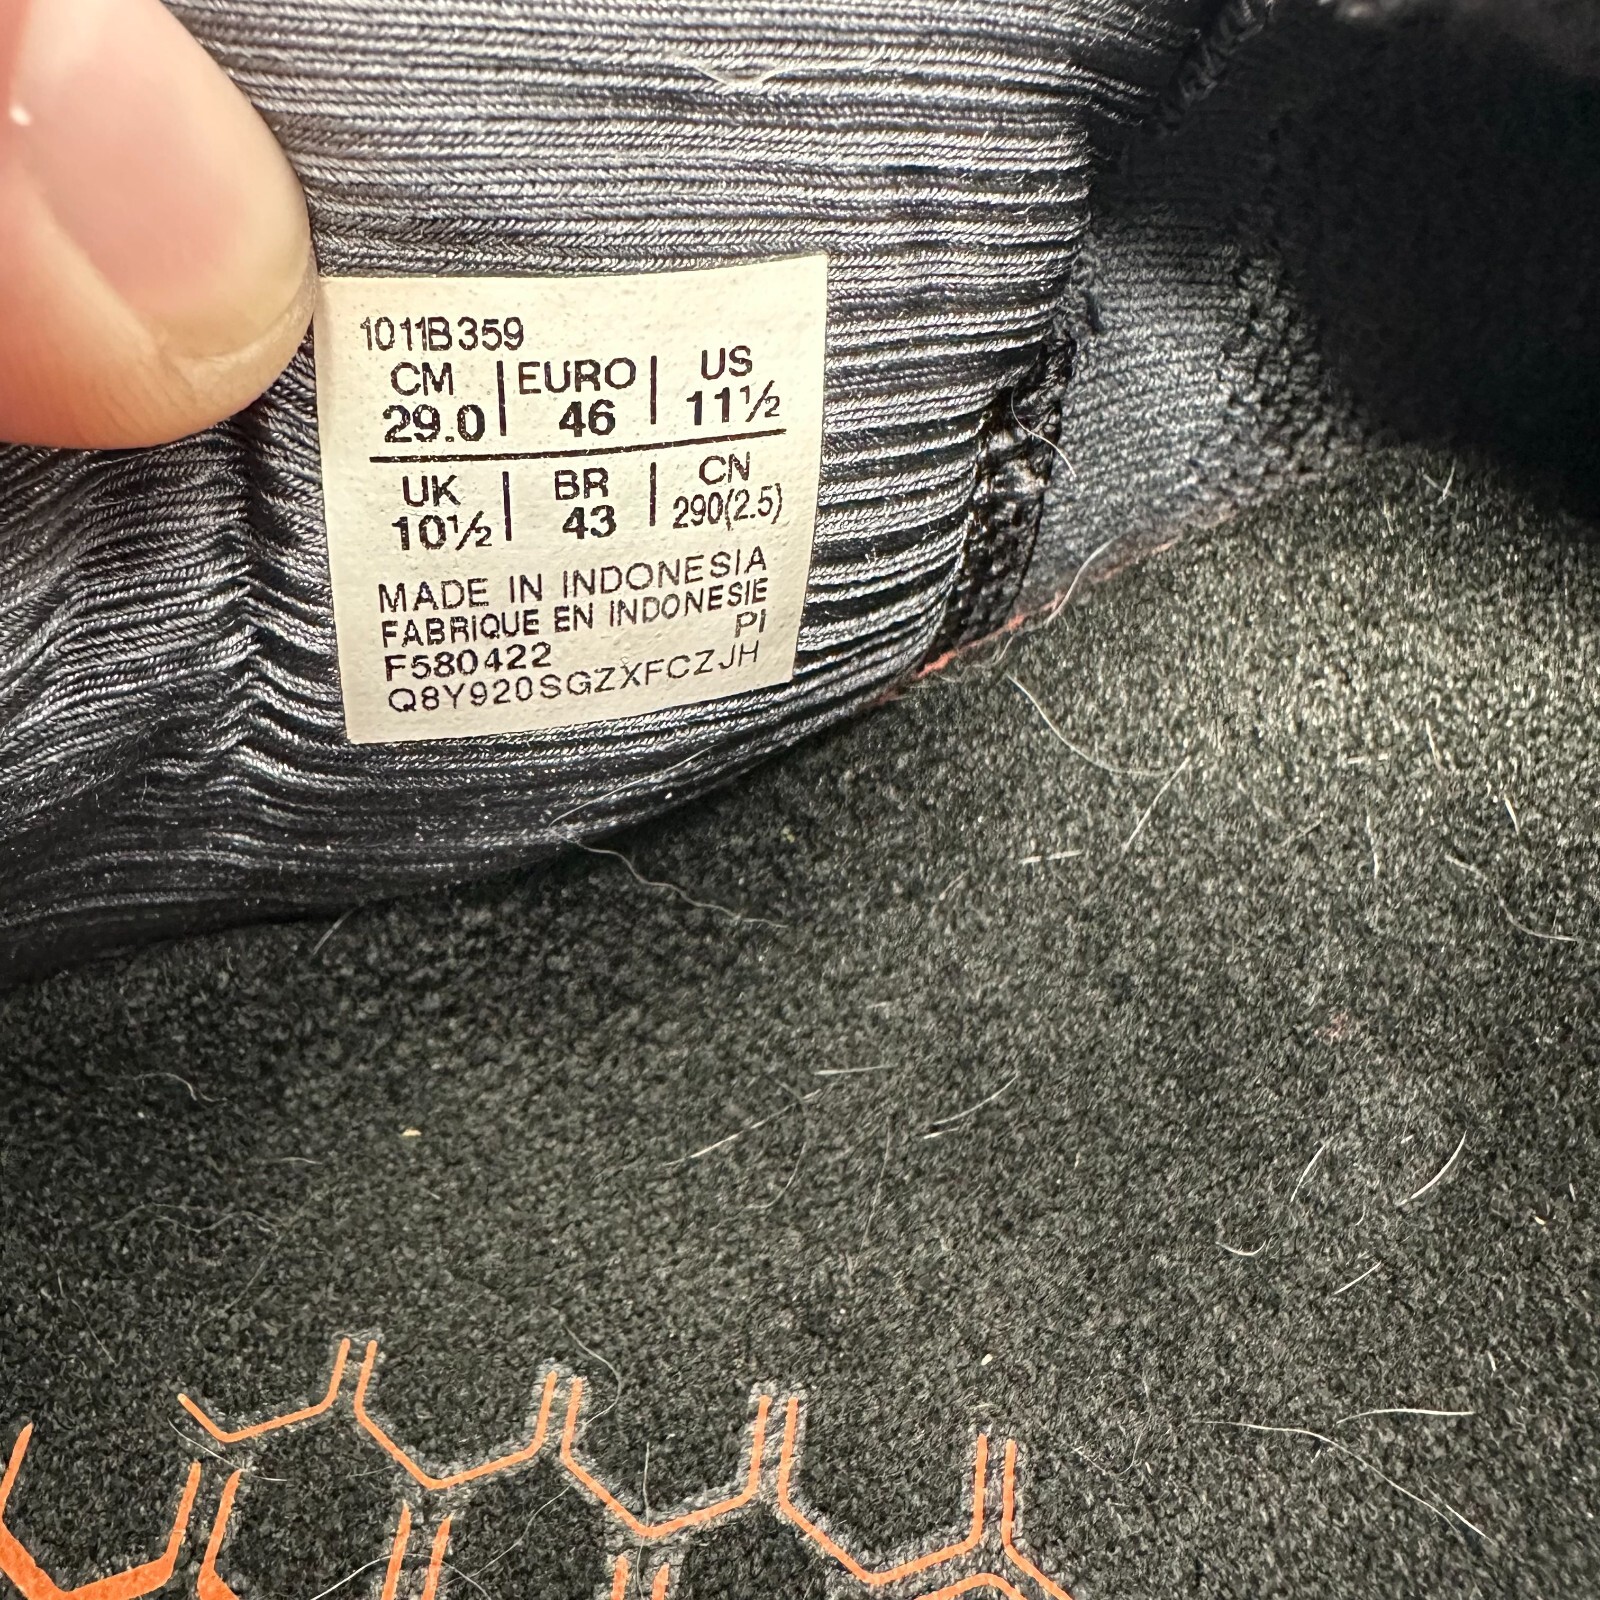 1011B359
CM | EURO | US
29.0 | 46 | 11½
UK | BR | CN
10½ | 43 | 290(2.5)
MADE IN INDONESIA
FABRIQUE EN INDONESIE
PI
F580422
Q8Y920SGZXFCZJH